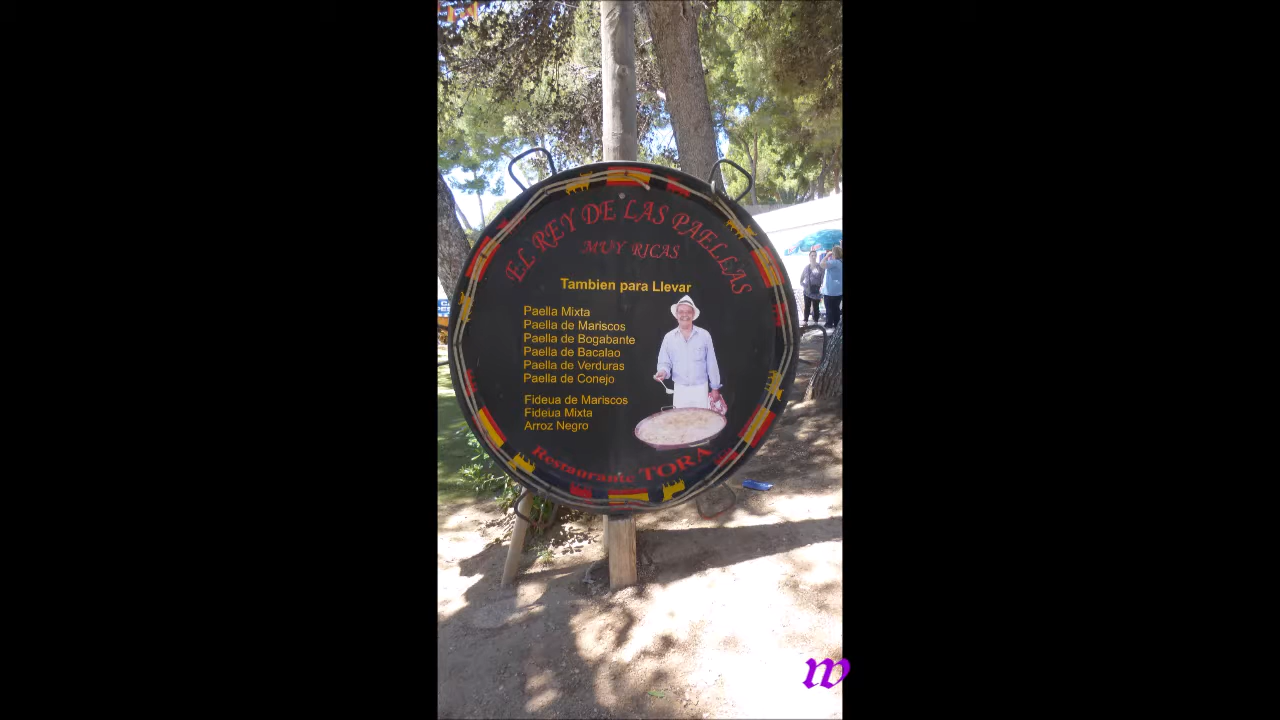 EL REY DE LAS PAELLAS
MUY RICAS
Tambien para Llevar
Paella Mixta
Paella de Mariscos
Paella de Bogabante
Paella de Bacalao
Paella de Verduras
Paella de Conejo
Fideua de Mariscos
Fideua Mixta
Arroz Negro
Restaurante TORA
w